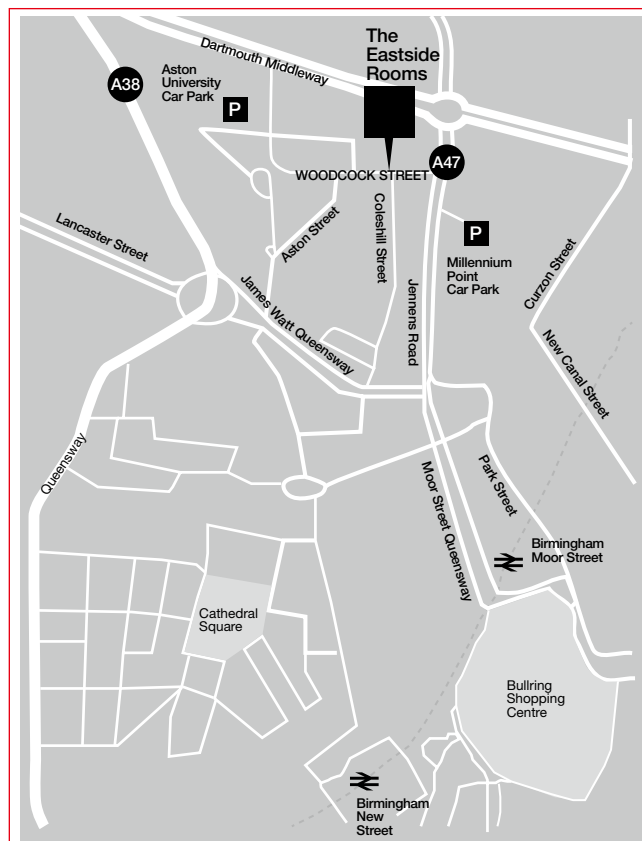 The
Eastside
Rooms
Dartmouth Middleway
A38
Aston
University
Car Park
P
WOODCOCK STREET
A47
Lancaster Street
Aston Street
Coleshill Street
P
Millennium
Point
Car Park
Curzon Street
James Watt Queensway
Jennens Road
New Canal Street
Queensway
Moor Street Queensway
Park Street
Birmingham
Moor Street
Cathedral
Square
Bullring
Shopping
Centre
Birmingham
New
Street